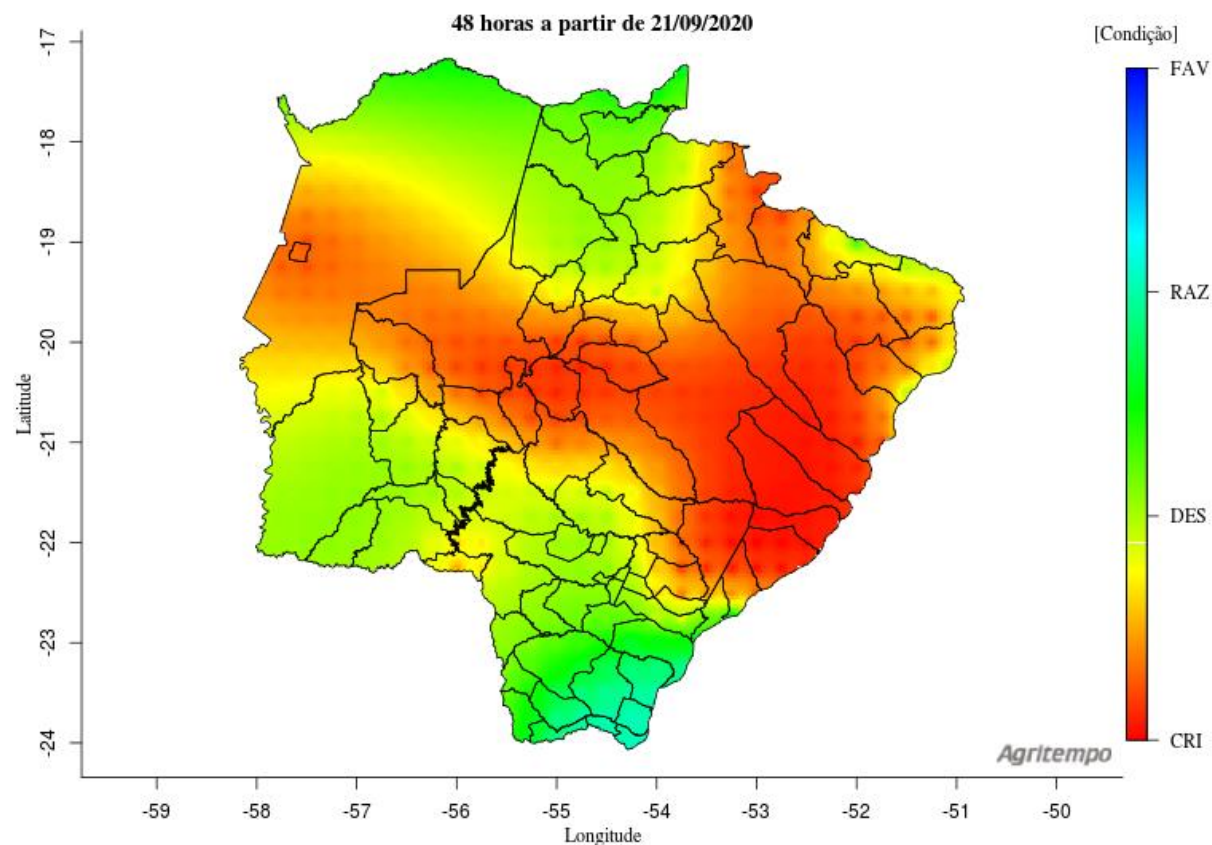 48 horas a partir de 21/09/2020
[Condição]
FAV
RAZ
DES
CRI
Latitude
-17
-18
-19
-20
-21
-22
-23
-24
Agritempo
-59
-58
-57
-56
-55
-54
-53
-52
-51
-50
Longitude